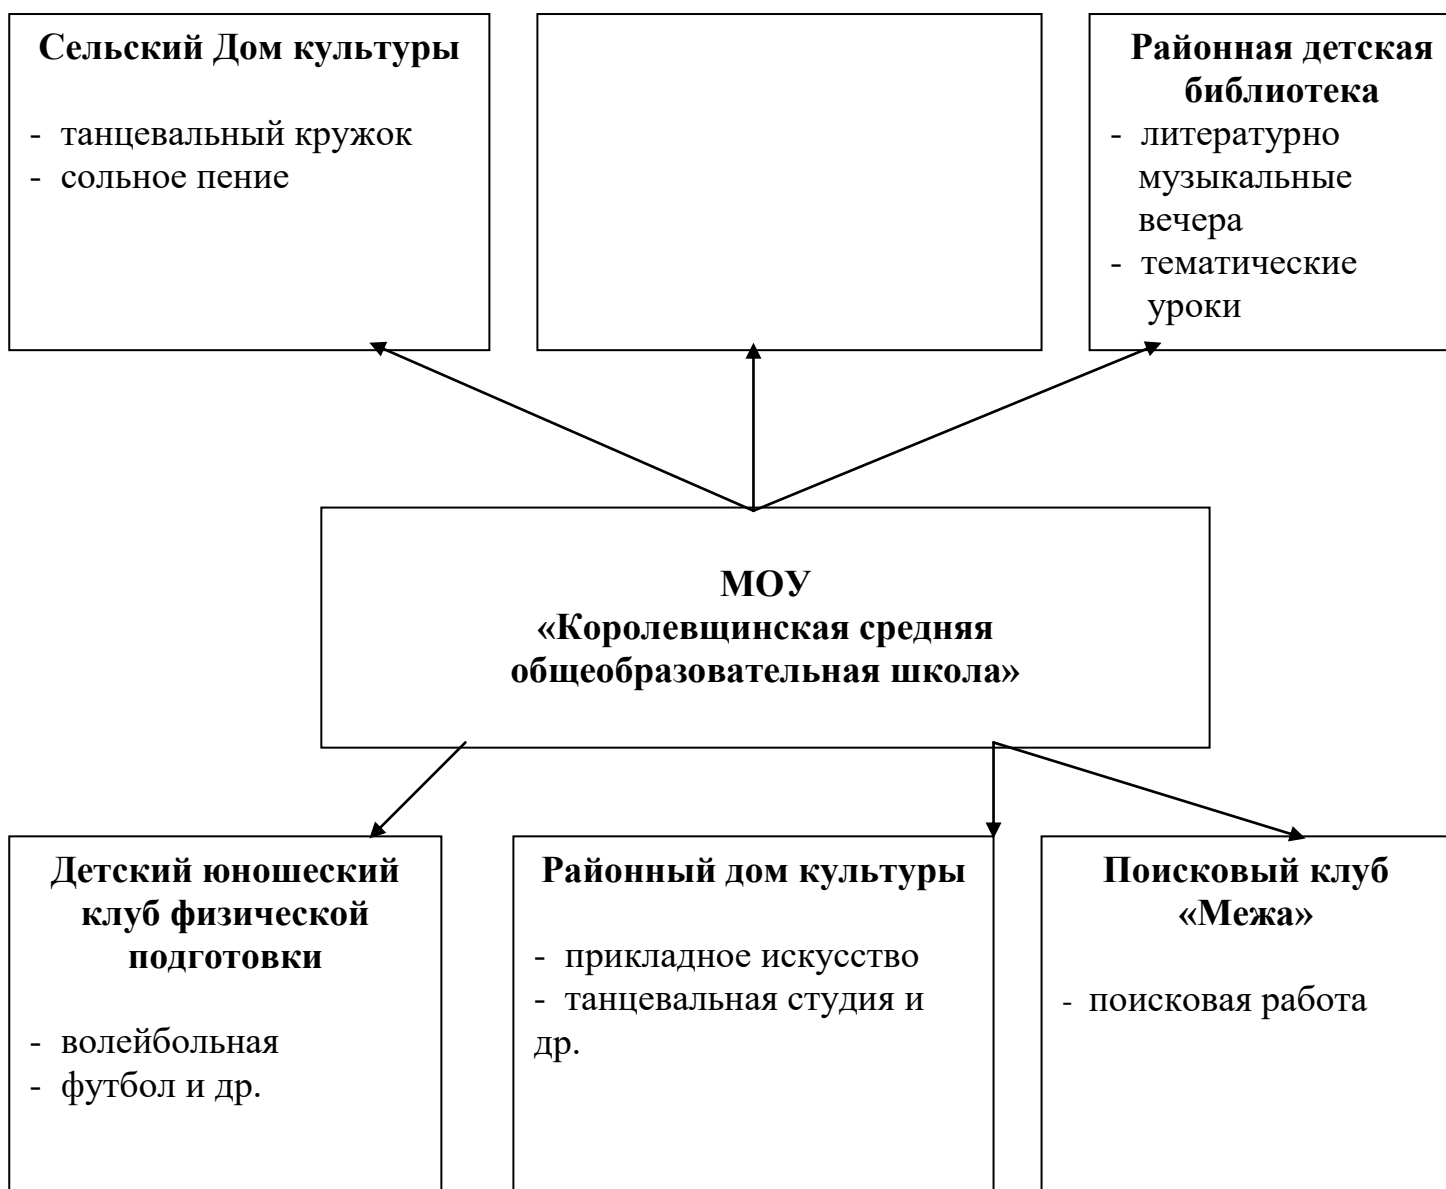 Сельский Дом культуры
- танцевальный кружок
- сольное пение
Районная детская
библиотека
- литературно
музыкальные
вечера
- тематические
уроки
МОУ
«Королевщинская средняя
общеобразовательная школа»
Детский юношеский
клуб физической
подготовки
- волейбольная
- футбол и др.
Районный дом культуры
- прикладное искусство
- танцевальная студия и
др.
Поисковый клуб
«Межа»
- поисковая работа